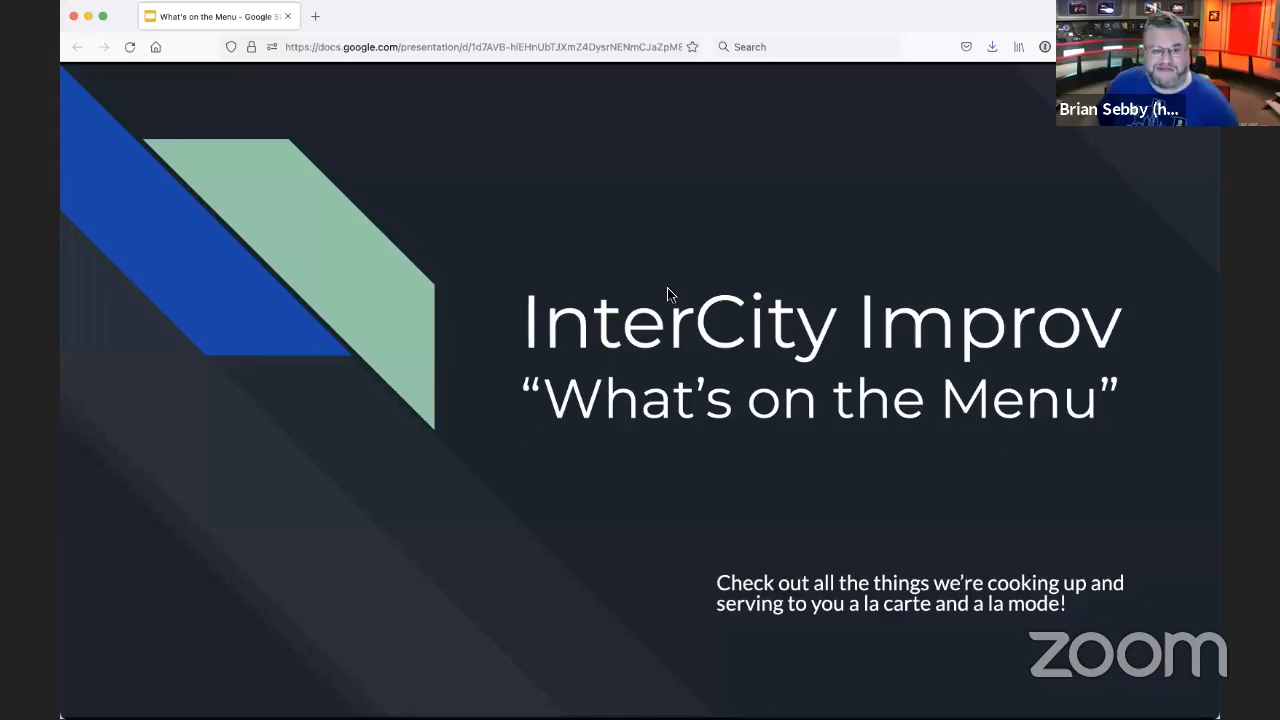 What's on the Menu - Google Sl
https://docs.google.com/presentation/d/1d7AVB-hIEHnUbTJXmZ4DysrNENmCJaZpM8
Search
Brian Sebby (h...
InterCity Improv
“What’s on the Menu”
Check out all the things we’re cooking up and
serving to you a la carte and a la mode!
zoom